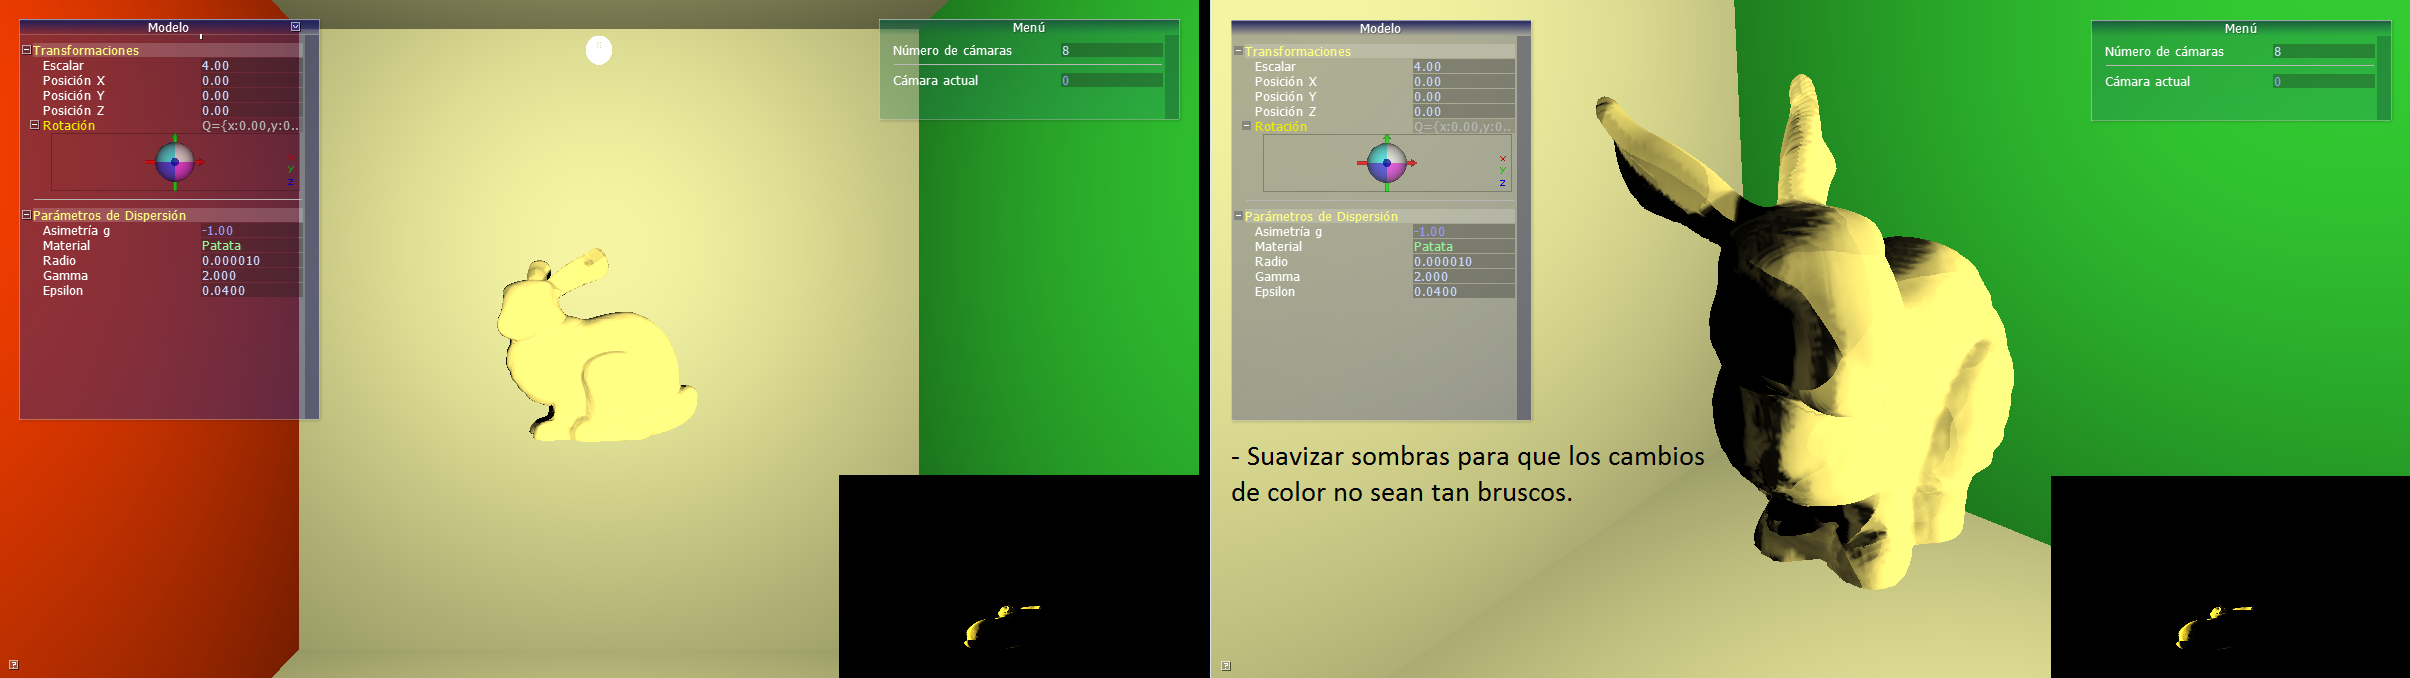 Modelo
Transformaciones
Escalar 4.00
Posición X 0.00
Posición Y 0.00
Posición Z 0.00
Rotación Q={x:0.00,y:0..
X
Y
Z
Parámetros de Dispersión
Asimetría g -1.00
Material Patata
Radio 0.000010
Gamma 2.000
Epsilon 0.0400
?
Menú
Número de cámaras 8
Cámara actual 0
Modelo
Transformaciones
Escalar 4.00
Posición X 0.00
Posición Y 0.00
Posición Z 0.00
Rotación Q={x:0.00,y:0..
X
Y
Z
Parámetros de Dispersión
Asimetría g -1.00
Material Patata
Radio 0.000010
Gamma 2.000
Epsilon 0.0400
- Suavizar sombras para que los cambios
de color no sean tan bruscos.
?
Menú
Número de cámaras 8
Cámara actual 0